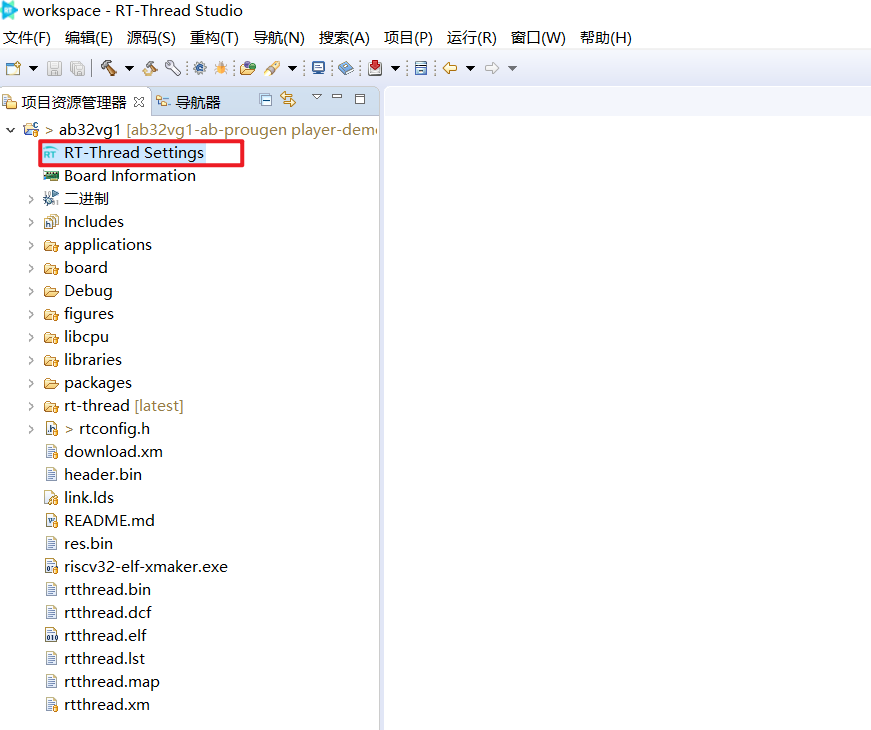 workspace - RT-Thread Studio
文件(F) 编辑(E) 源码(S) 重构(T) 导航(N) 搜索(A) 项目(P) 运行(R) 窗口(W) 帮助(H)
项目资源管理器 导航器
> ab32vg1 [ab32vg1-ab-prougen player-demo
RT-Thread Settings
Board Information
二进制
Includes
applications
board
Debug
figures
libcpu
libraries
packages
rt-thread [latest]
> rtconfig.h
download.xm
header.bin
link.lds
README.md
res.bin
riscv32-elf-xmaker.exe
rtthread.bin
rtthread.dcf
rtthread.elf
rtthread.lst
rtthread.map
rtthread.xm